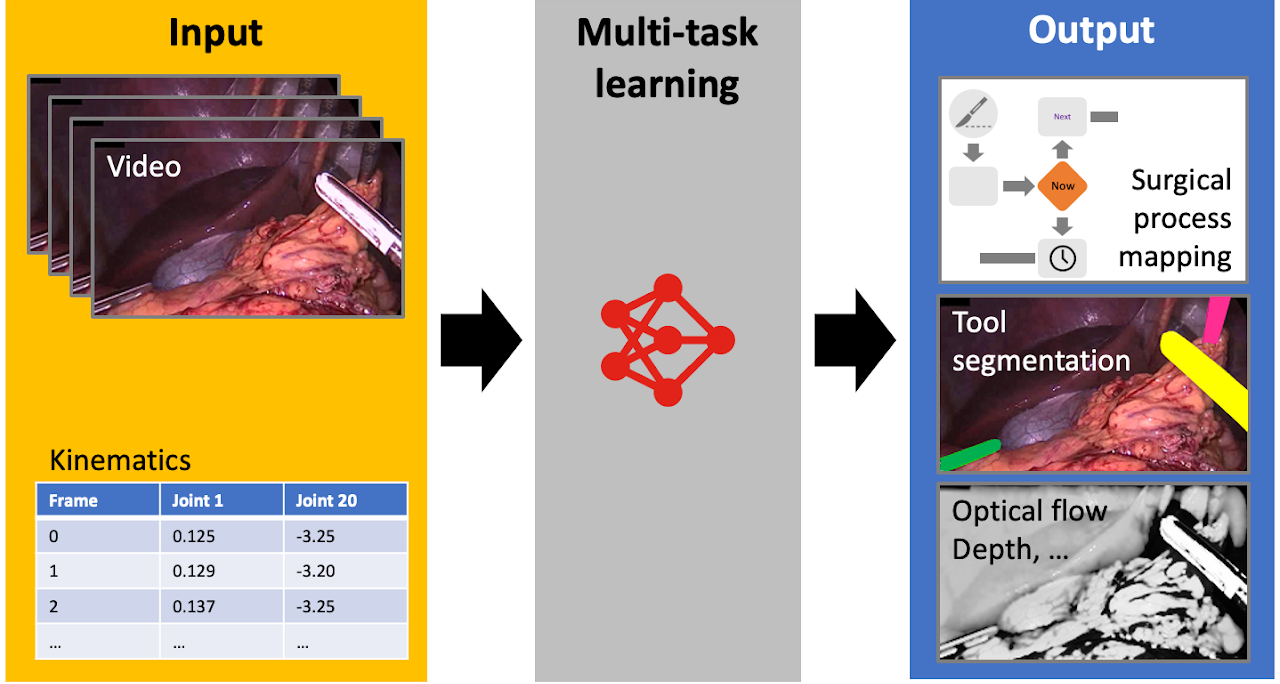 Input
Video
Kinematics
Frame Joint 1 Joint 20
0 0.125 -3.25
1 0.129 -3.20
2 0.137 -3.25
... ... ...
Multi-task
learning
Output
Next
Now
Surgical
process
mapping
Tool
segmentation
Optical flow
Depth, ...